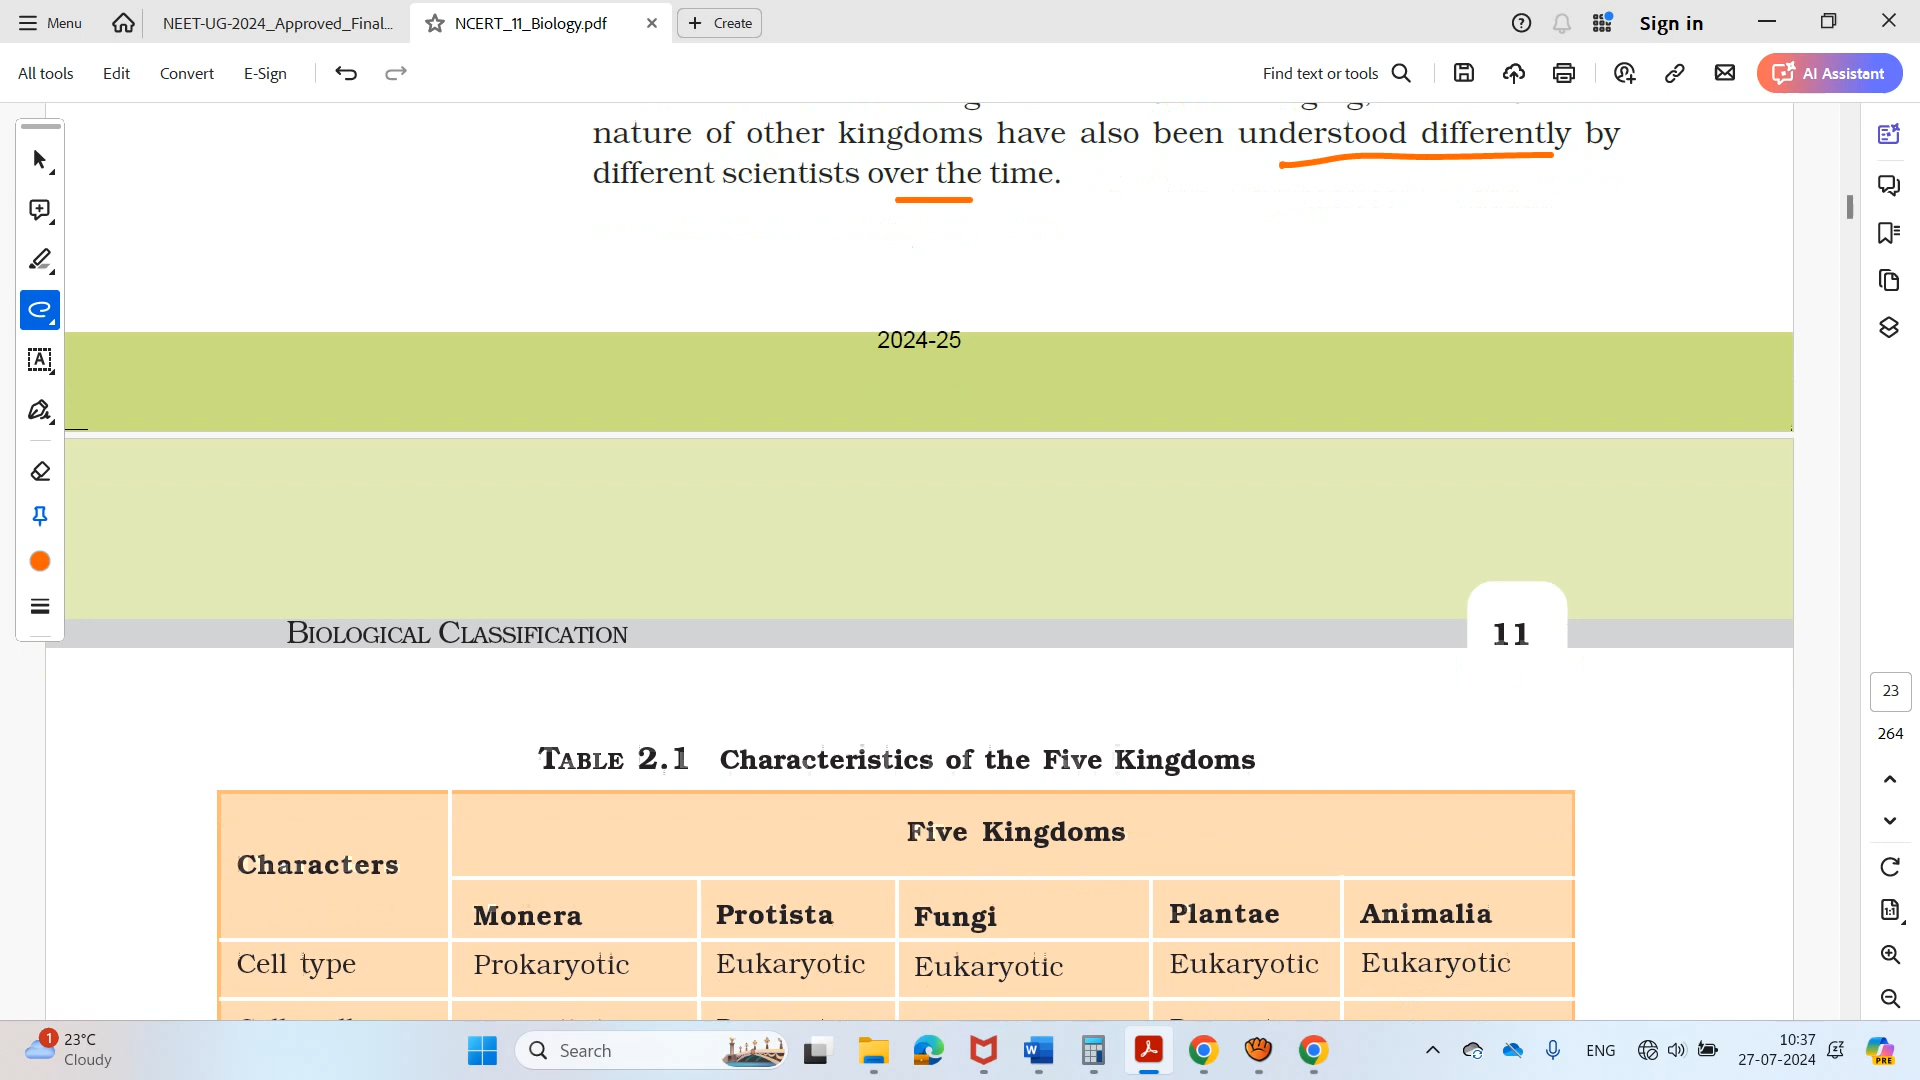 Menu
NEET-UG-2024_Approved_Final...
NCERT_11_Biology.pdf
Create
Sign in
All tools
Edit
Convert
E-Sign
Find text or tools
AI Assistant
nature of other kingdoms have also been understood differently by
different scientists over the time.
2024-25
BIOLOGICAL CLASSIFICATION
11
23
264
TABLE 2.1 Characteristics of the Five Kingdoms
Characters
Five Kingdoms
Monera
Protista
Fungi
Plantae
Animalia
Cell type
Prokaryotic
Eukaryotic
Eukaryotic
Eukaryotic
Eukaryotic
1
23°C
Cloudy
Search
ENG
10:37
27-07-2024
PRE